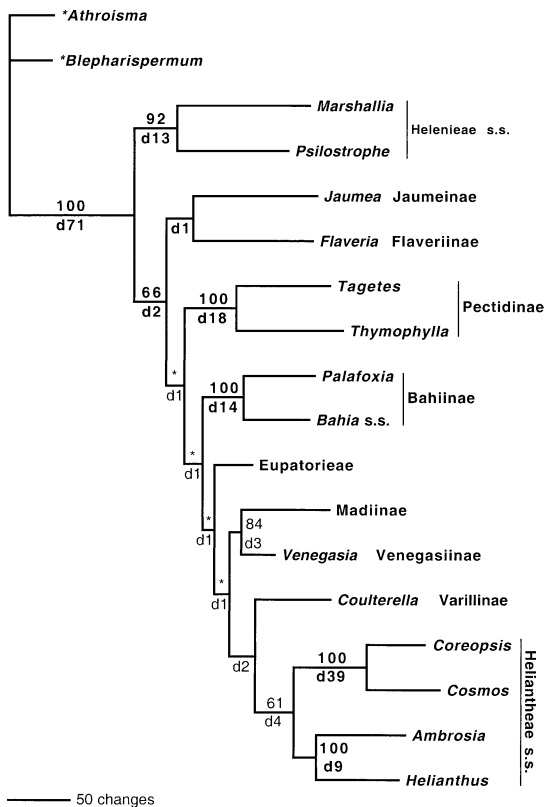 *Athroisma
*Blepharispermum
Marshallia
92
Helenieae s.s.
d13
Psilostrophe
Jaumea Jaumeinae
100
d71
d1
Flaveria Flaveriinae
Tagetes
66
100
d2
d18
Pectidinae
Thymophylla
*
d1
Palafoxia
100
Bahiinae
d14
Bahia s.s.
*
d1
Eupatorieae
*
Madiinae
84
d1
d3
Venegasia Venegasiinae
*
d1
Coulterella Varillinae
Coreopsis
d2
100
d39
Cosmos
61
d4
Heliantheae s.s.
Ambrosia
100
d9
Helianthus
50 changes